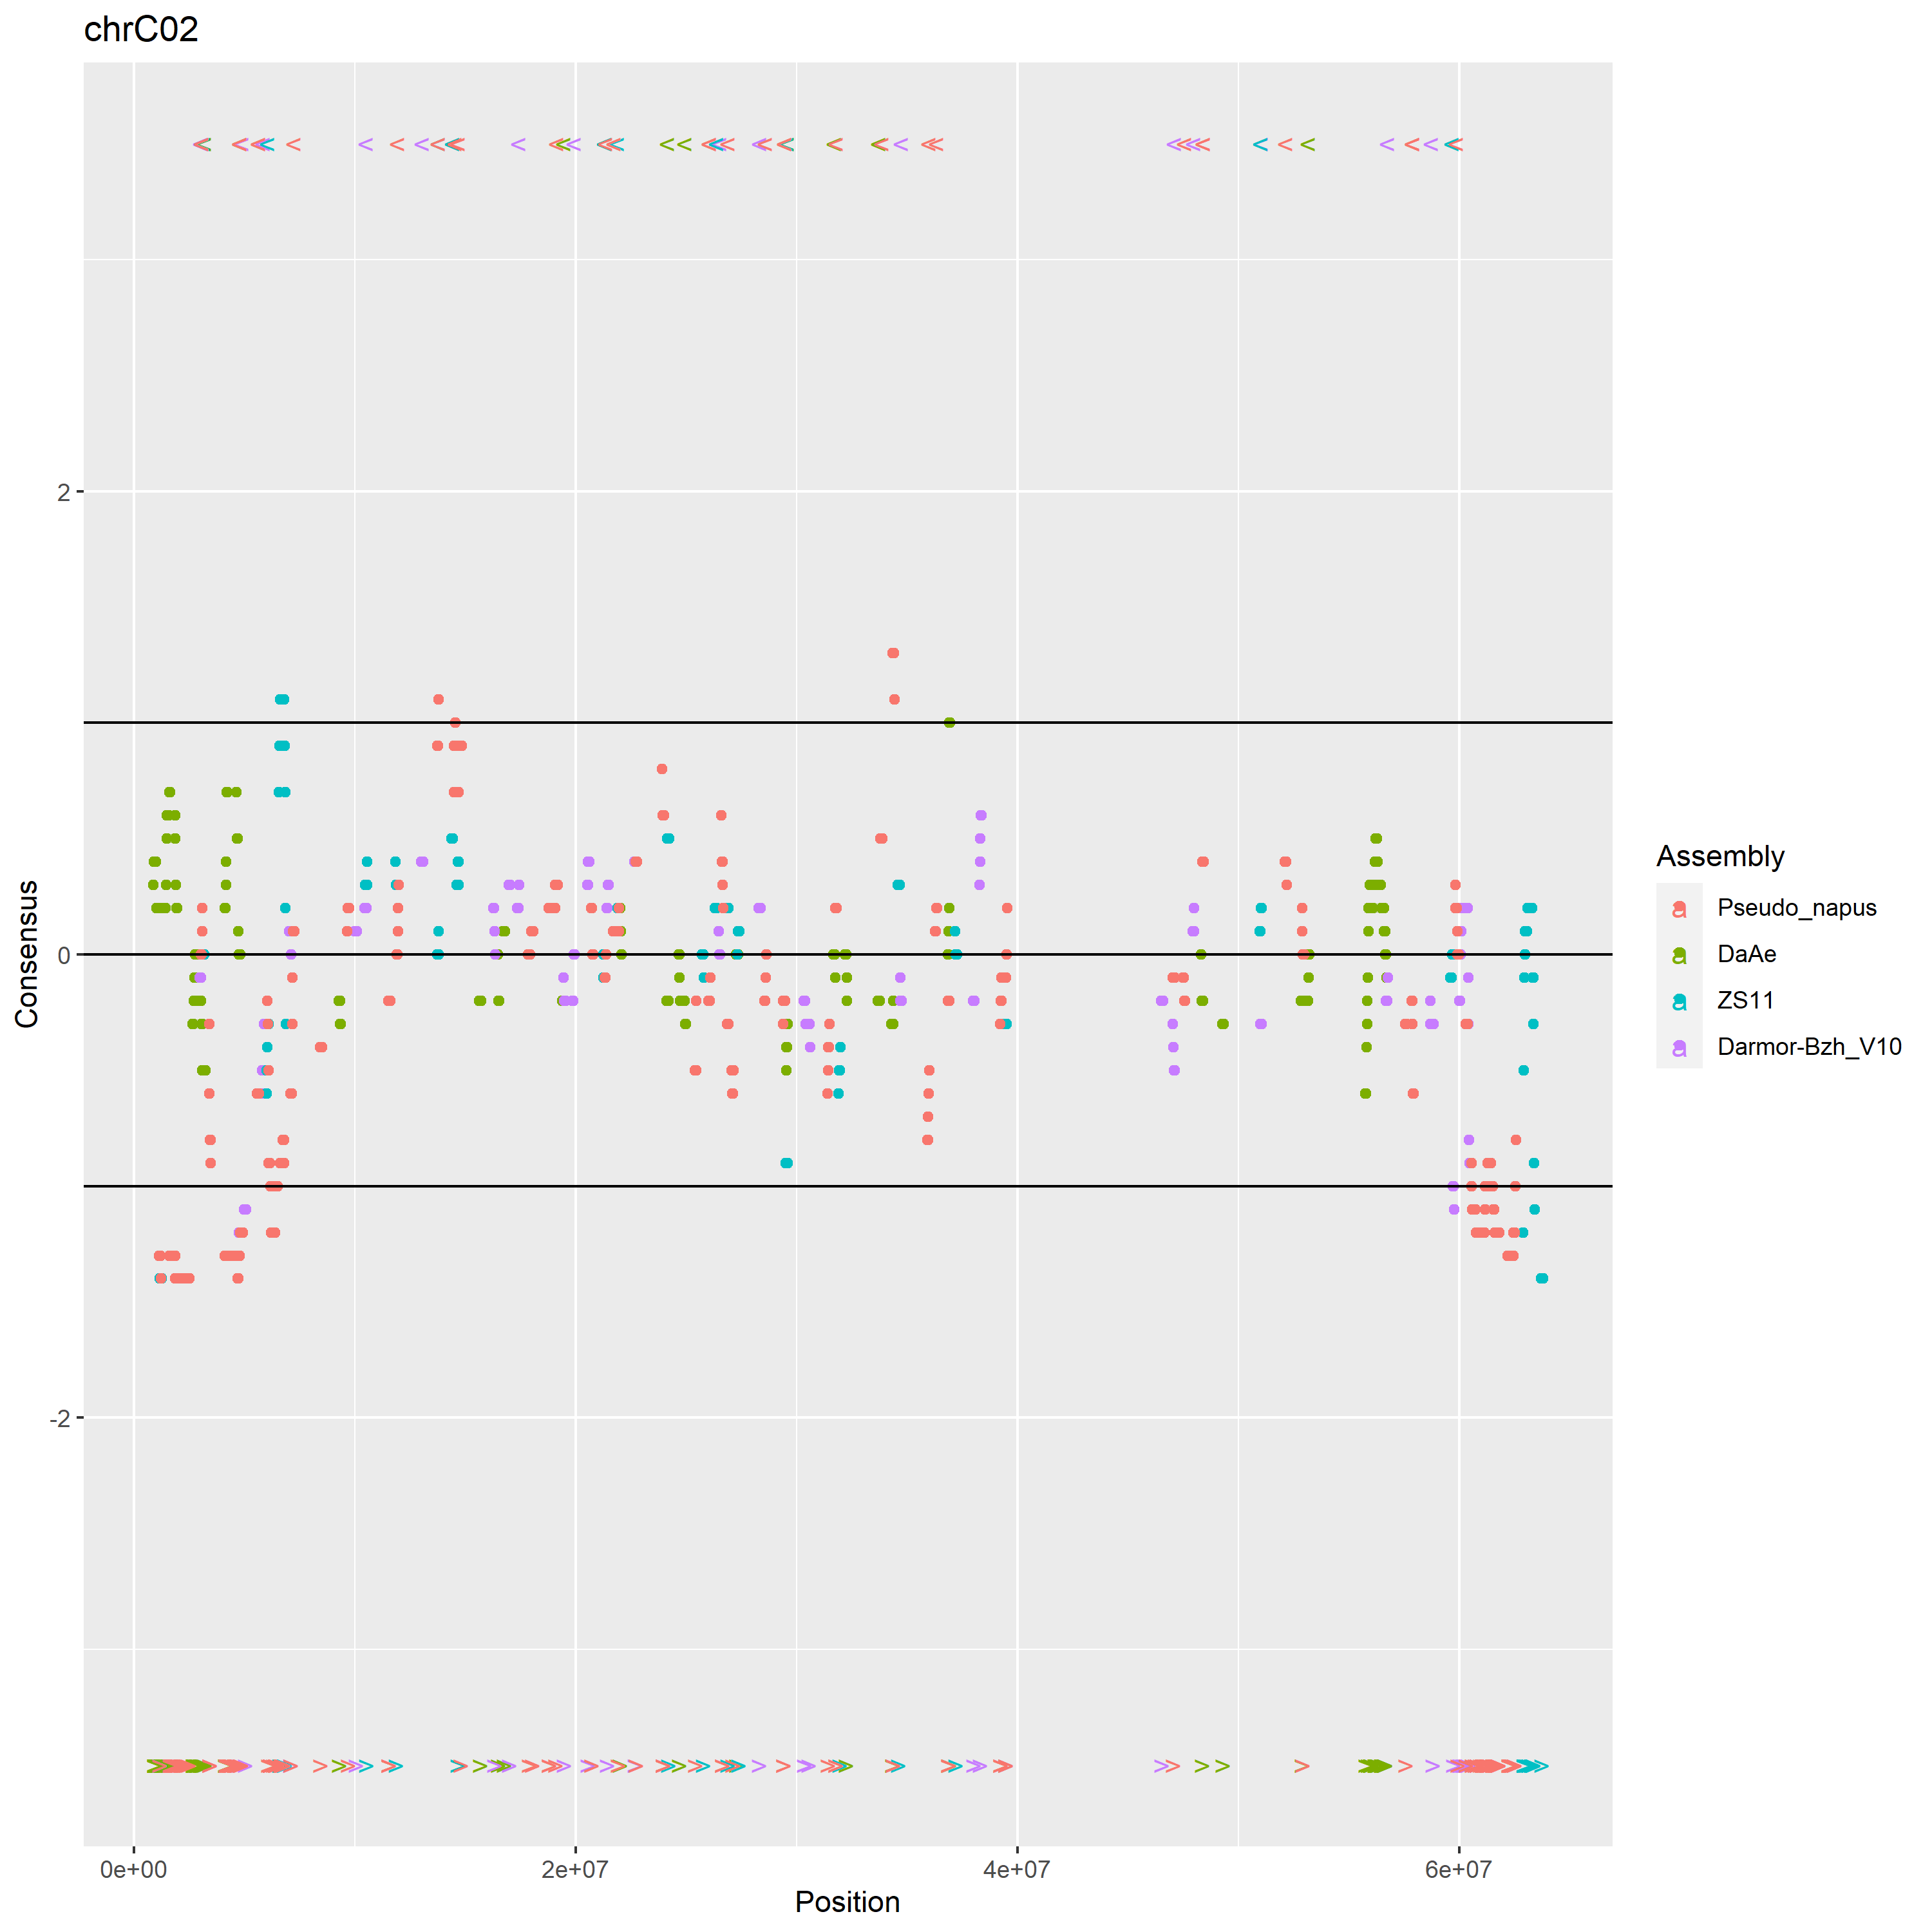 chrC02
2
0
-2
Consensus
0e+00
2e+07
4e+07
6e+07
Position
Assembly
a Pseudo_napus
a DaAe
a ZS11
a Darmor-Bzh_V10